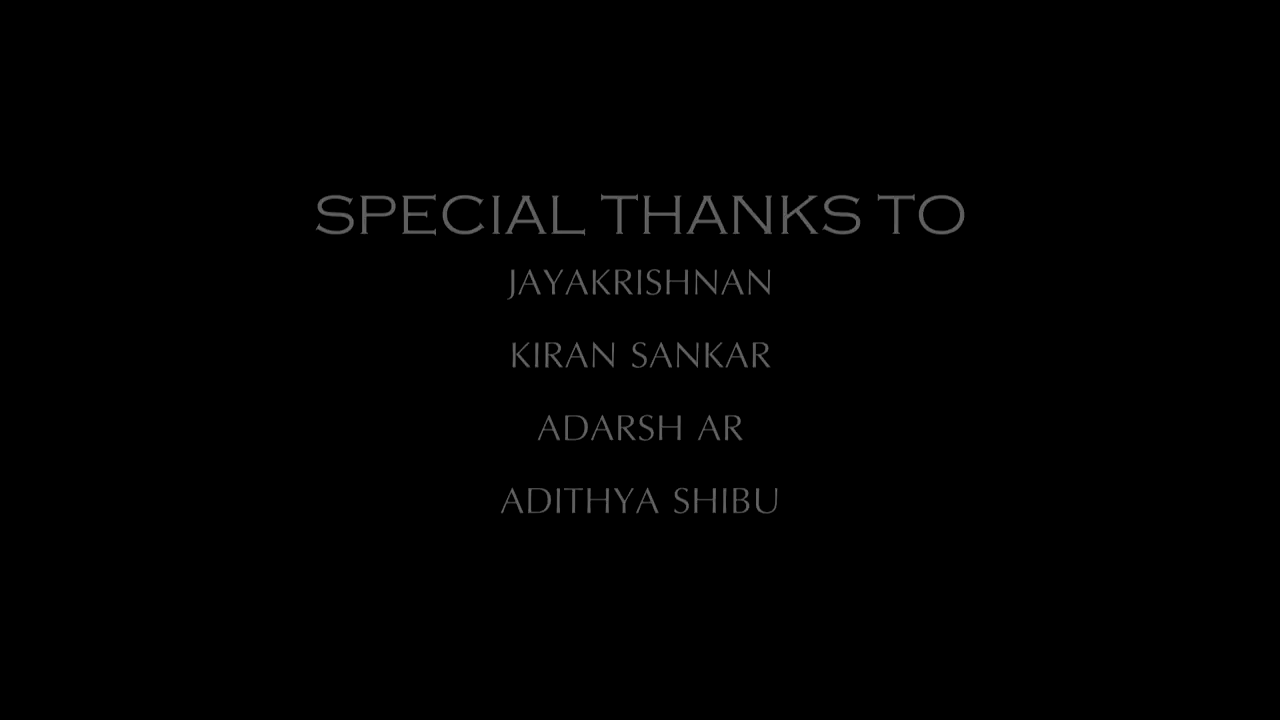 SPECIAL THANKS TO
JAYAKRISHNAN
KIRAN SANKAR
ADARSH AR
ADITHYA SHIBU